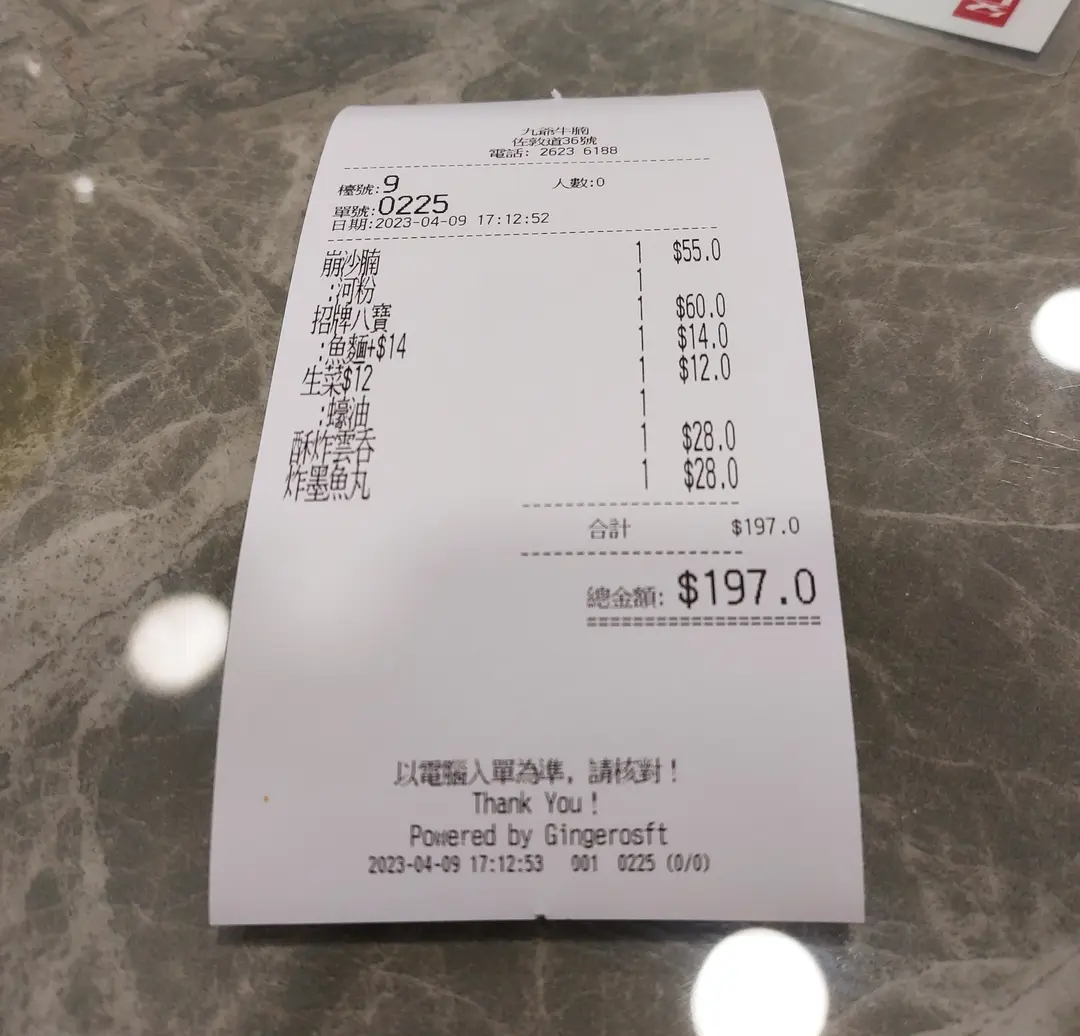 九爺牛腩
佐敦道36號
電話: 2623 6188
檯號:9 人數:0
單號:0225
日期:2023-04-09 17:12:52
崩沙腩 1 $55.0
:河粉 1
招牌八寶 1 $60.0
:魚麵+$14 1 $14.0
生菜$12 1 $12.0
:蠔油 1
酥炸雲吞 1 $28.0
炸墨魚丸 1 $28.0
合計 $197.0
總金額: $197.0
以電腦入單為準, 請核對!
Thank You!
Powered by Gingerosft
2023-04-09 17:12:53 001 0225 (0/0)